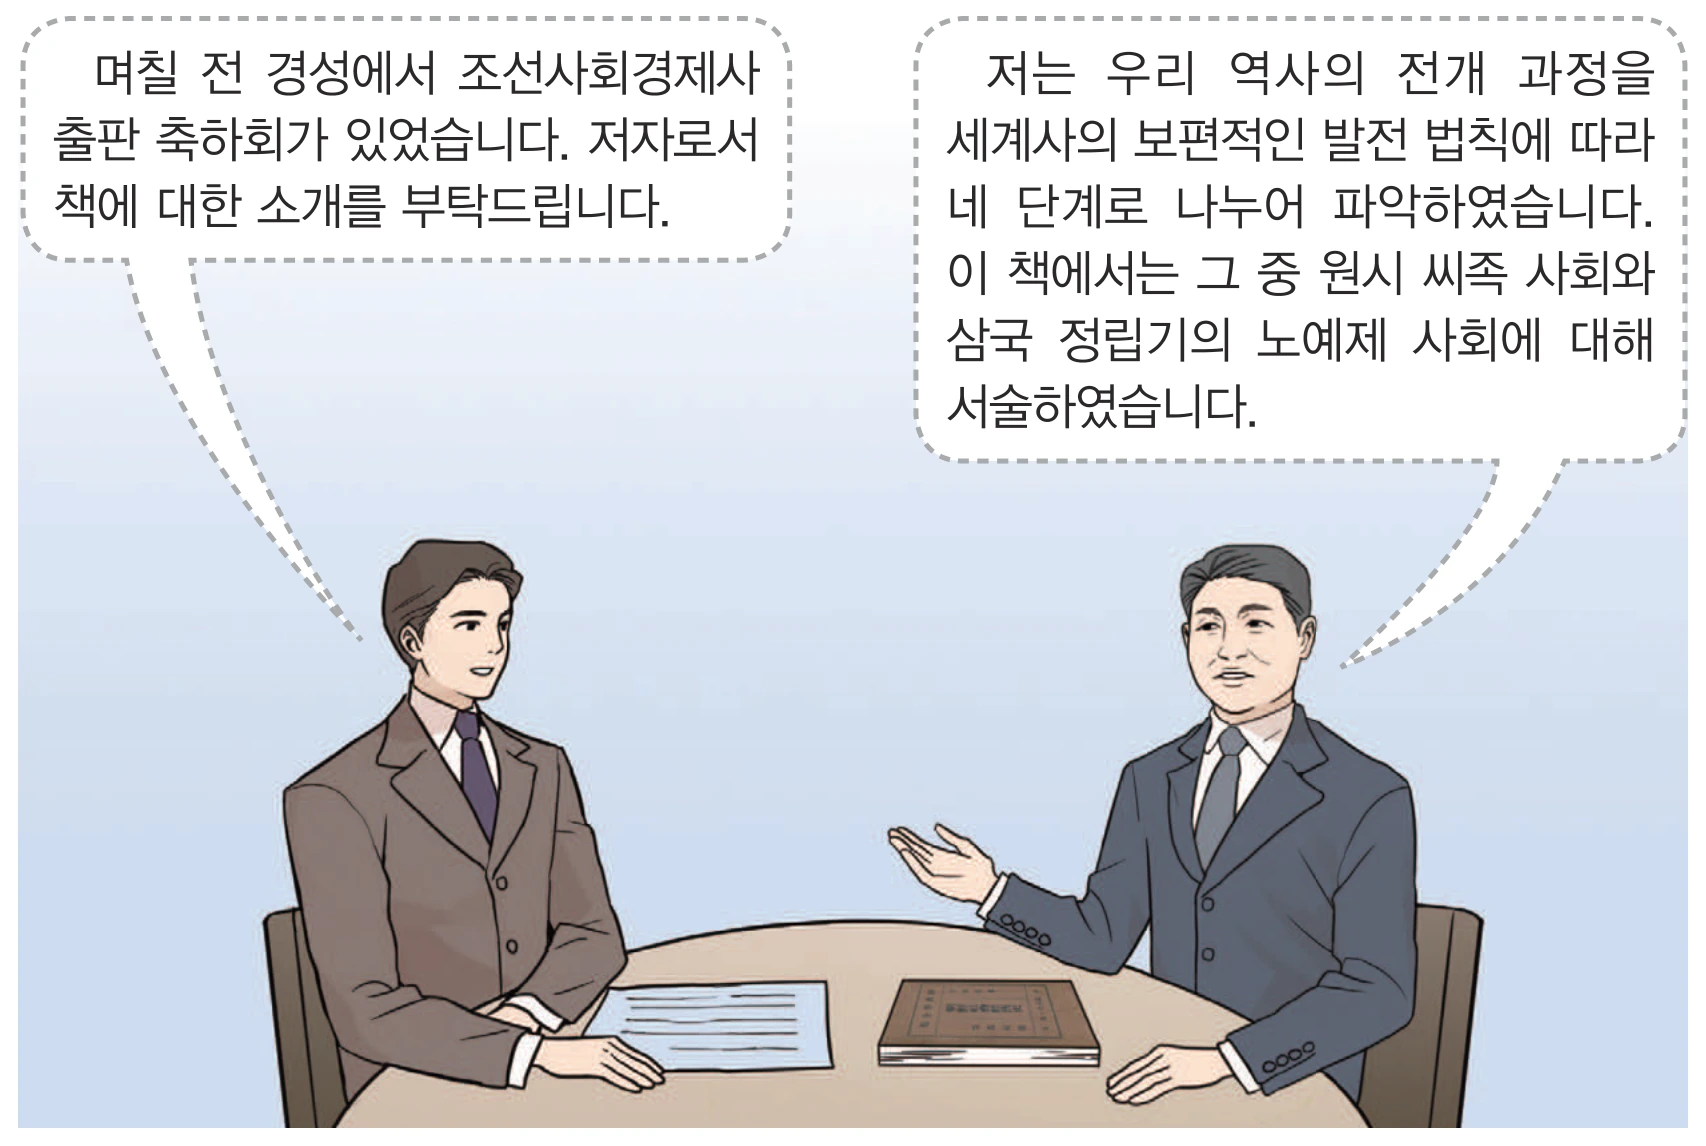 며칠 전 경성에서 조선사회경제사
출판 축하회가 있었습니다. 저자로서
책에 대한 소개를 부탁드립니다.
저는 우리 역사의 전개 과정을
세계사의 보편적인 발전 법칙에 따라
네 단계로 나누어 파악하였습니다.
이 책에서는 그 중 원시 씨족 사회와
삼국 정립기의 노예제 사회에 대해
서술하였습니다.